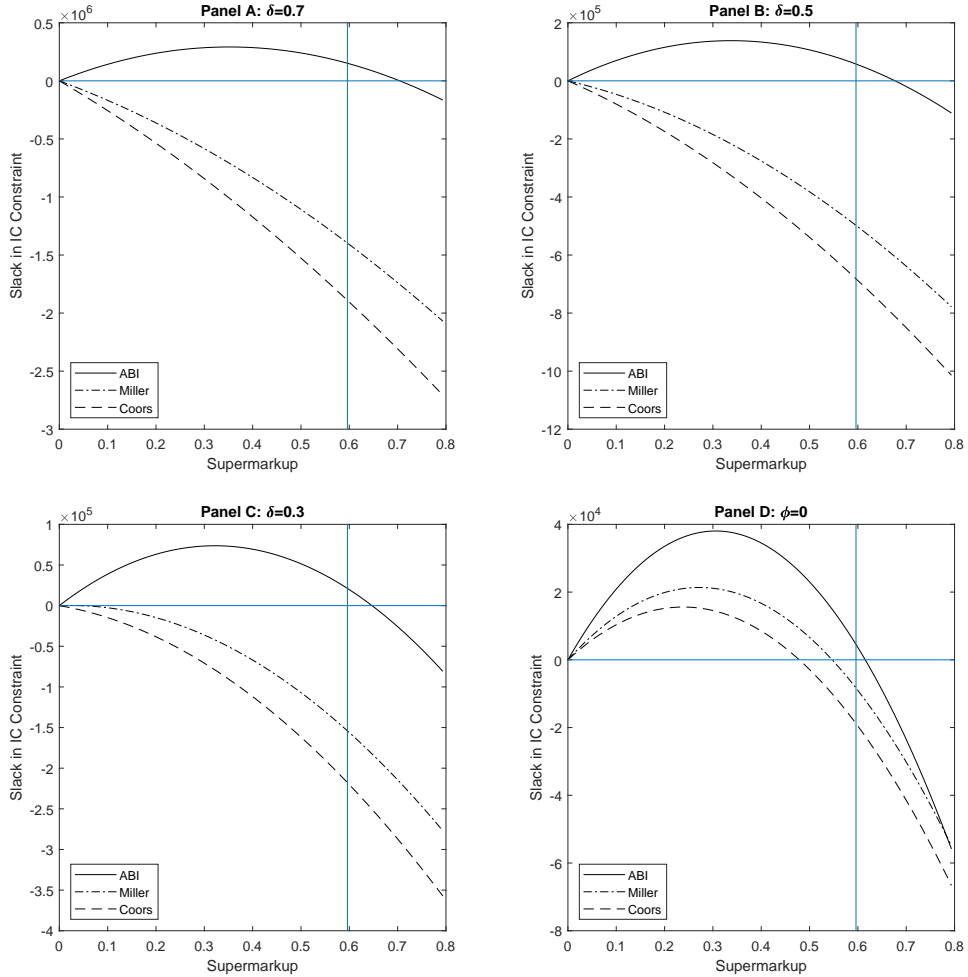 Panel A: δ=0.7
×10^6
0.5
0
-0.5
-1
-1.5
-2
-2.5
-3
Slack in IC Constraint
ABI
Miller
Coors
0 0.1 0.2 0.3 0.4 0.5 0.6 0.7 0.8
Supermarkup
Panel B: δ=0.5
×10^5
2
0
-2
-4
-6
-8
-10
-12
Slack in IC Constraint
ABI
Miller
Coors
0 0.1 0.2 0.3 0.4 0.5 0.6 0.7 0.8
Supermarkup
Panel C: δ=0.3
×10^5
1
0.5
0
-0.5
-1
-1.5
-2
-2.5
-3
-3.5
-4
Slack in IC Constraint
ABI
Miller
Coors
0 0.1 0.2 0.3 0.4 0.5 0.6 0.7 0.8
Supermarkup
Panel D: ϕ=0
×10^4
4
2
0
-2
-4
-6
-8
Slack in IC Constraint
ABI
Miller
Coors
0 0.1 0.2 0.3 0.4 0.5 0.6 0.7 0.8
Supermarkup